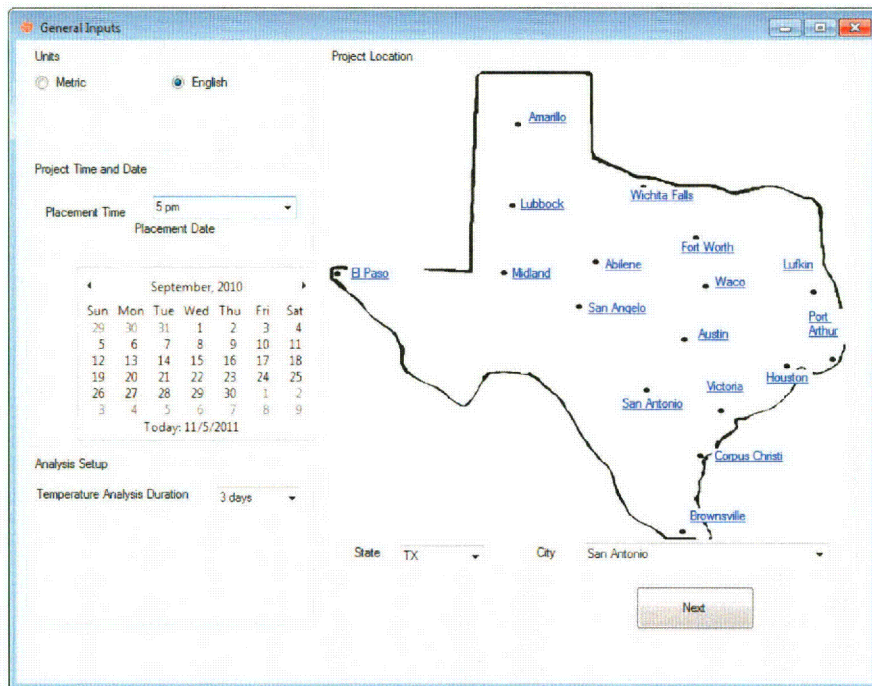 General Inputs
Units
Metric
English
Project Time and Date
Placement Time
5 pm
Placement Date
September, 2010
Sun Mon Tue Wed Thu Fri Sat
29 30 31 1 2 3 4
5 6 7 8 9 10 11
12 13 14 15 16 17 18
19 20 21 22 23 24 25
26 27 28 29 30 1 2
3 4 5 6 7 8 9
Today: 11/5/2011
Analysis Setup
Temperature Analysis Duration
3 days
Project Location
Amarillo
Wichita Falls
Lubbock
Fort Worth
Abilene
Lufkin
El Paso
Midland
Waco
San Angelo
Port
Arthur
Austin
Houston
Victoria
San Antonio
Corpus Christi
Brownsville
State
TX
City
San Antonio
Next